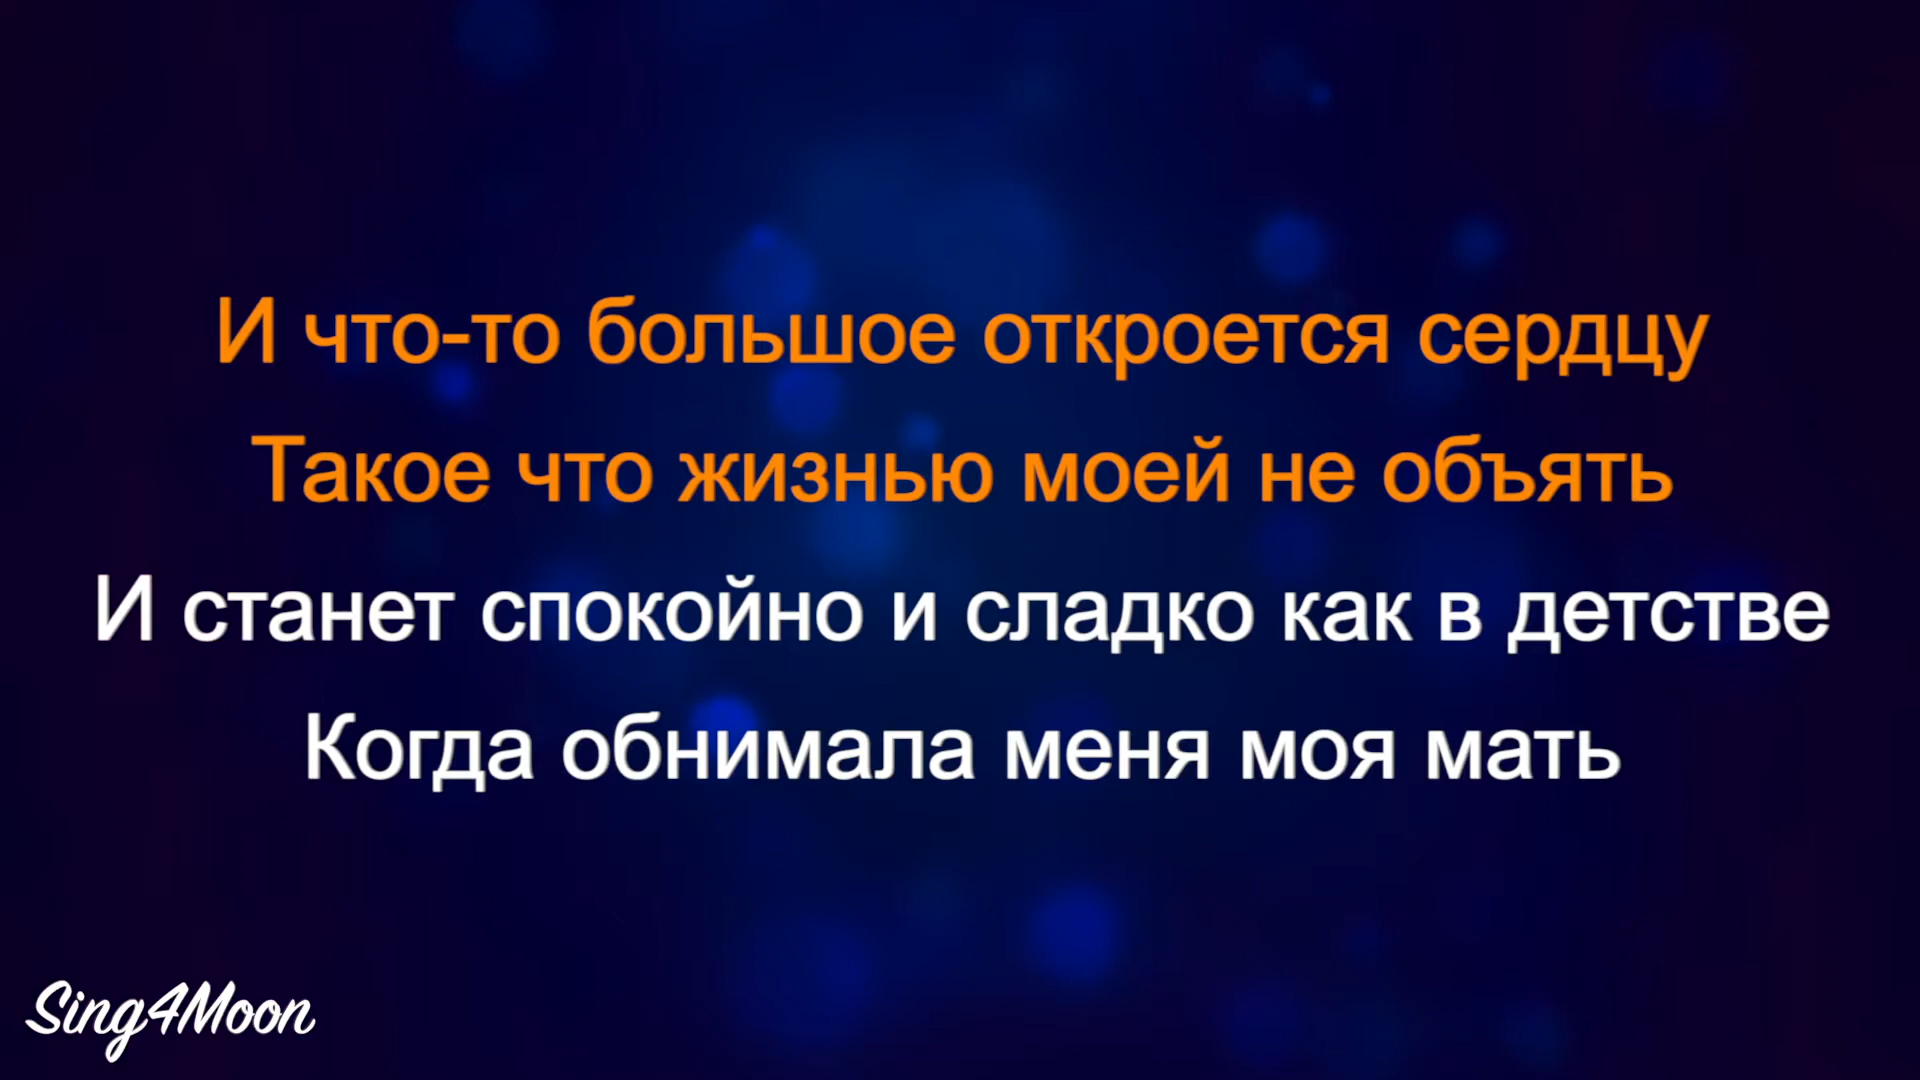 И что-то большое откроется сердцу
Такое что жизнью моей не объять
И станет спокойно и сладко как в детстве
Когда обнимала меня моя мать
Sing4Moon